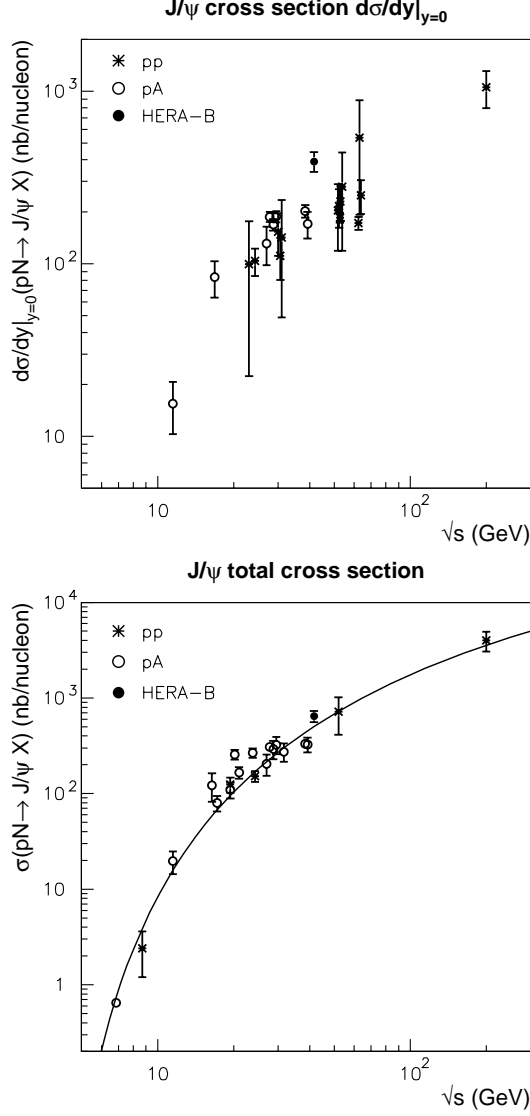 J/ψ cross section dσ/dy|y=0
dσ/dy|y=0(pN→ J/ψ X) (nb/nucleon)
pp
pA
HERA−B
10³
10²
10
10
10²
√s (GeV)
J/ψ total cross section
σ(pN→ J/ψ X) (nb/nucleon)
pp
pA
HERA−B
10⁴
10³
10²
10
1
10
10²
√s (GeV)